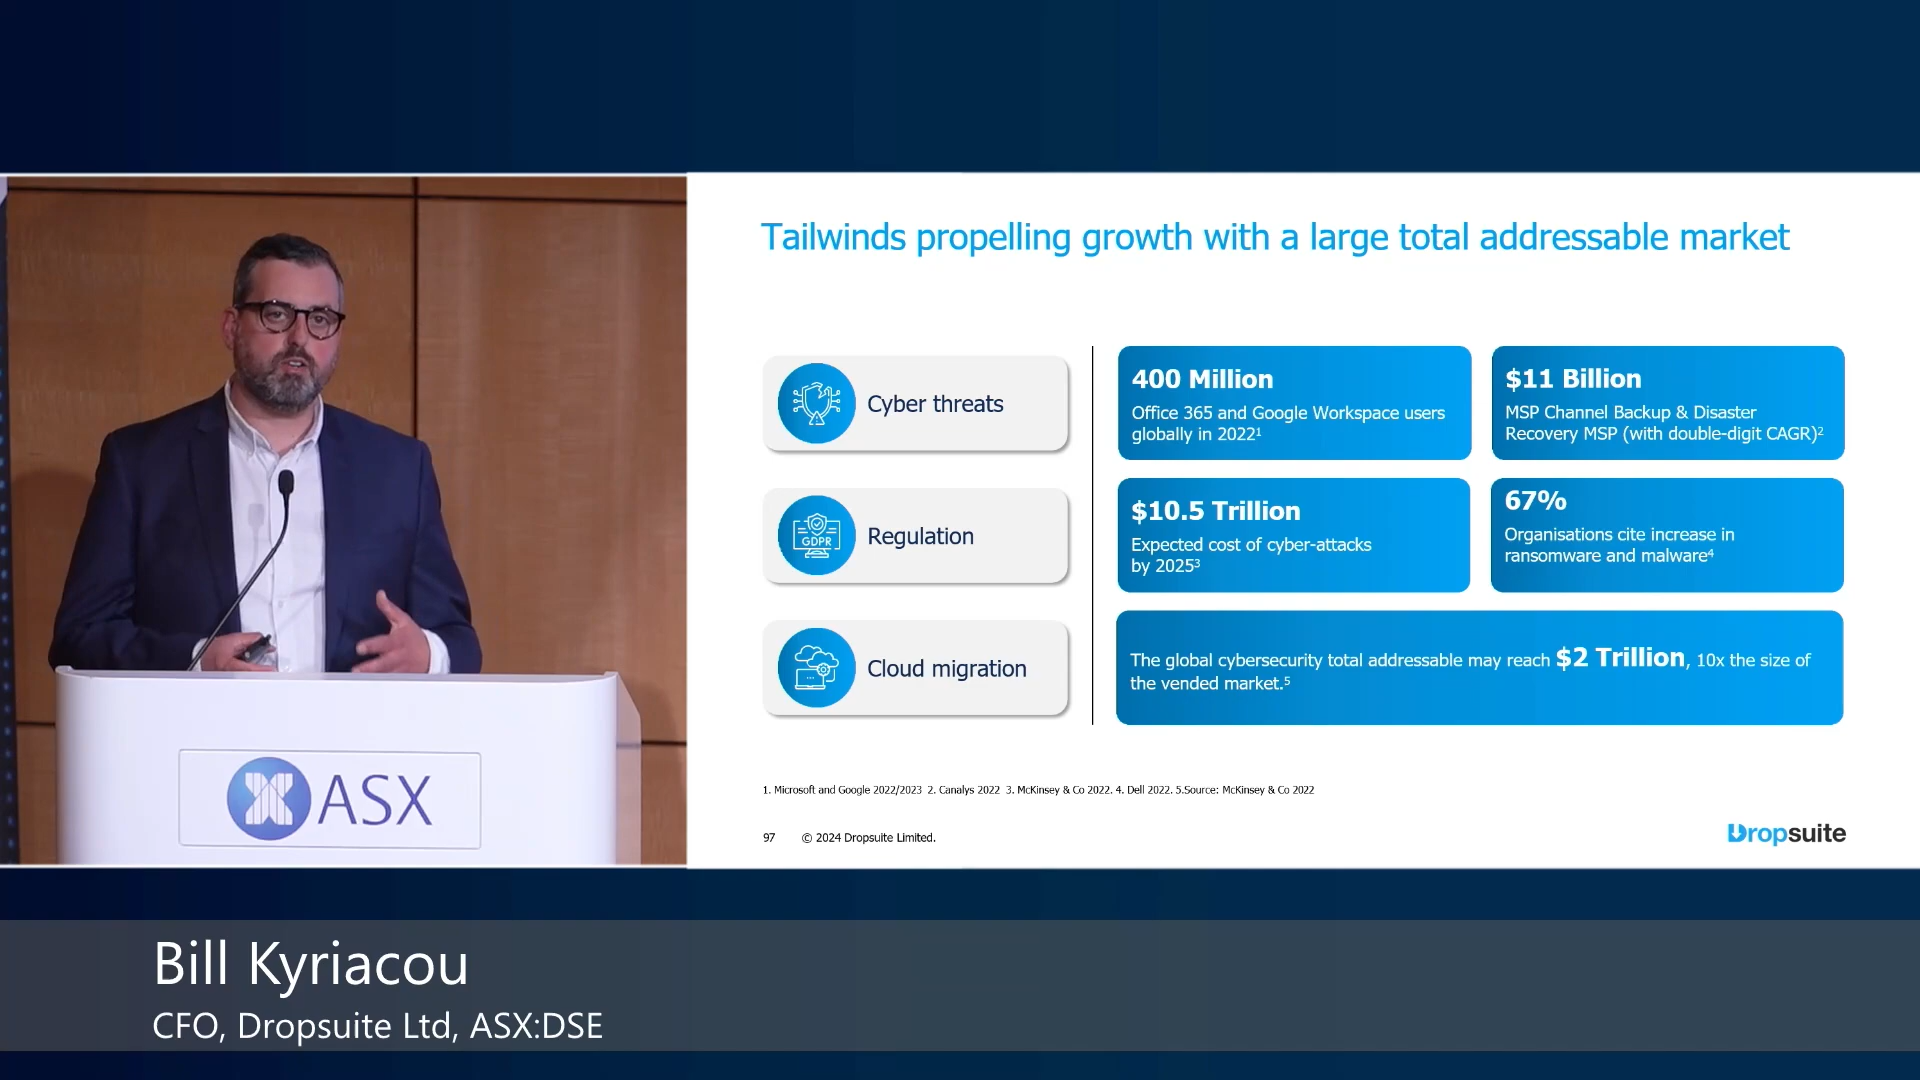 Tailwinds propelling growth with a large total addressable market
Cyber threats
Regulation
GDPR
Cloud migration
400 Million
Office 365 and Google Workspace users
globally in 2022¹
$11 Billion
MSP Channel Backup & Disaster
Recovery MSP (with double-digit CAGR)²
$10.5 Trillion
Expected cost of cyber-attacks
by 2025³
67%
Organisations cite increase in
ransomware and malware⁴
The global cybersecurity total addressable may reach $2 Trillion, 10x the size of
the vended market.⁵
1. Microsoft and Google 2022/2023 2. Canalys 2022 3. McKinsey & Co 2022. 4. Dell 2022. 5.Source: McKinsey & Co 2022
97 © 2024 Dropsuite Limited.
Dropsuite
ASX
Bill Kyriacou
CFO, Dropsuite Ltd, ASX:DSE